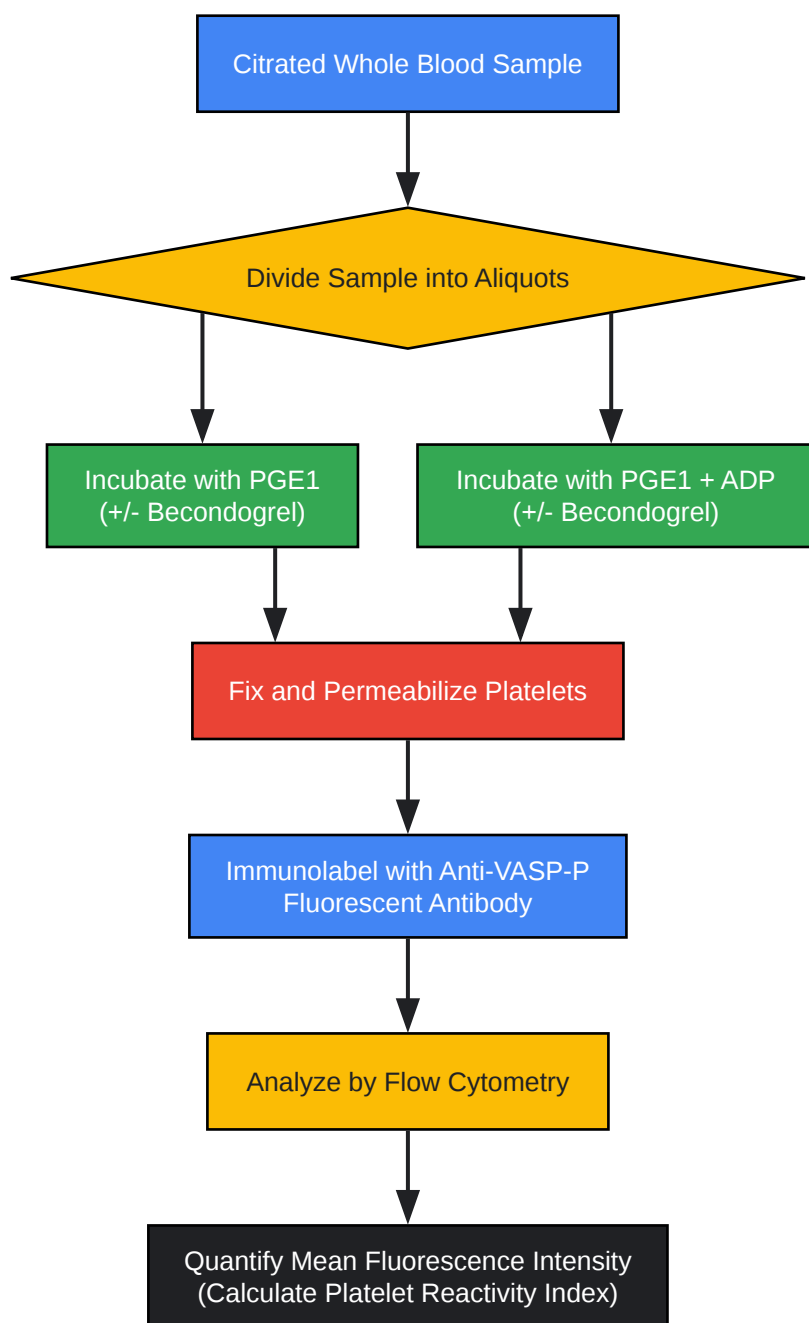 Citrated Whole Blood Sample
Divide Sample into Aliquots
Incubate with PGE1
(+/- Becondogrel)
Incubate with PGE1 + ADP
(+/- Becondogrel)
Fix and Permeabilize Platelets
Immunolabel with Anti-VASP-P
Fluorescent Antibody
Analyze by Flow Cytometry
Quantify Mean Fluorescence Intensity
(Calculate Platelet Reactivity Index)